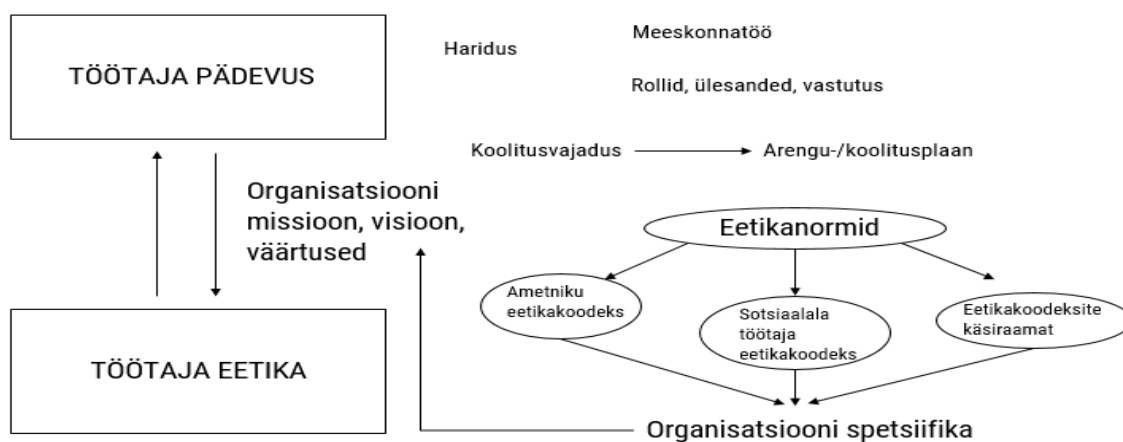 TÖÖTAJA PÄDEVUS
Haridus
Meeskonnatöö
Rollid, ülesanded, vastutus
Koolitusvajadus
Arengu-/koolitusplaan
Organisatsiooni
missioon, visioon,
väärtused
Eetikanormid
Ametniku
eetikakoodeks
Sotsiaalala
töötaja
eetikakoodeks
Eetikakoodeksite
käsiraamat
TÖÖTAJA EETIKA
Organisatsiooni spetsiifika